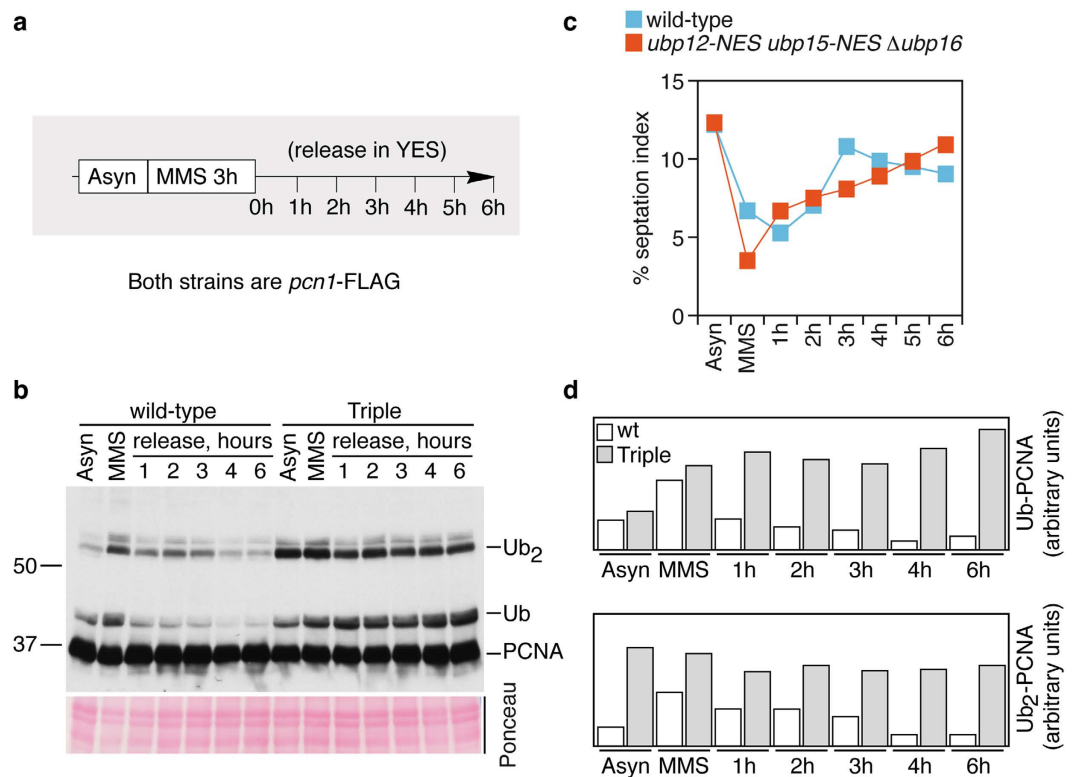 a
Asyn
MMS 3h
(release in YES)
0h 1h 2h 3h 4h 5h 6h
Both strains are pcn1-FLAG
b
wild-type
Triple
Asyn
MMS
release, hours
1 2 3 4 6
Asyn
MMS
release, hours
1 2 3 4 6
50
37
Ub2
Ub
PCNA
Ponceau
c
wild-type
ubp12-NES ubp15-NES Δubp16
% septation index
15
10
5
0
Asyn MMS 1h 2h 3h 4h 5h 6h
d
wt
Triple
Ub-PCNA
(arbitrary units)
Asyn MMS 1h 2h 3h 4h 6h
Ub2-PCNA
(arbitrary units)
Asyn MMS 1h 2h 3h 4h 6h